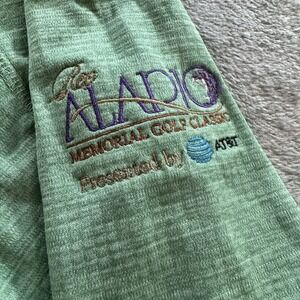 ALADIO
MEMORIAL GOLF CLASSIC
Presented by AT&T